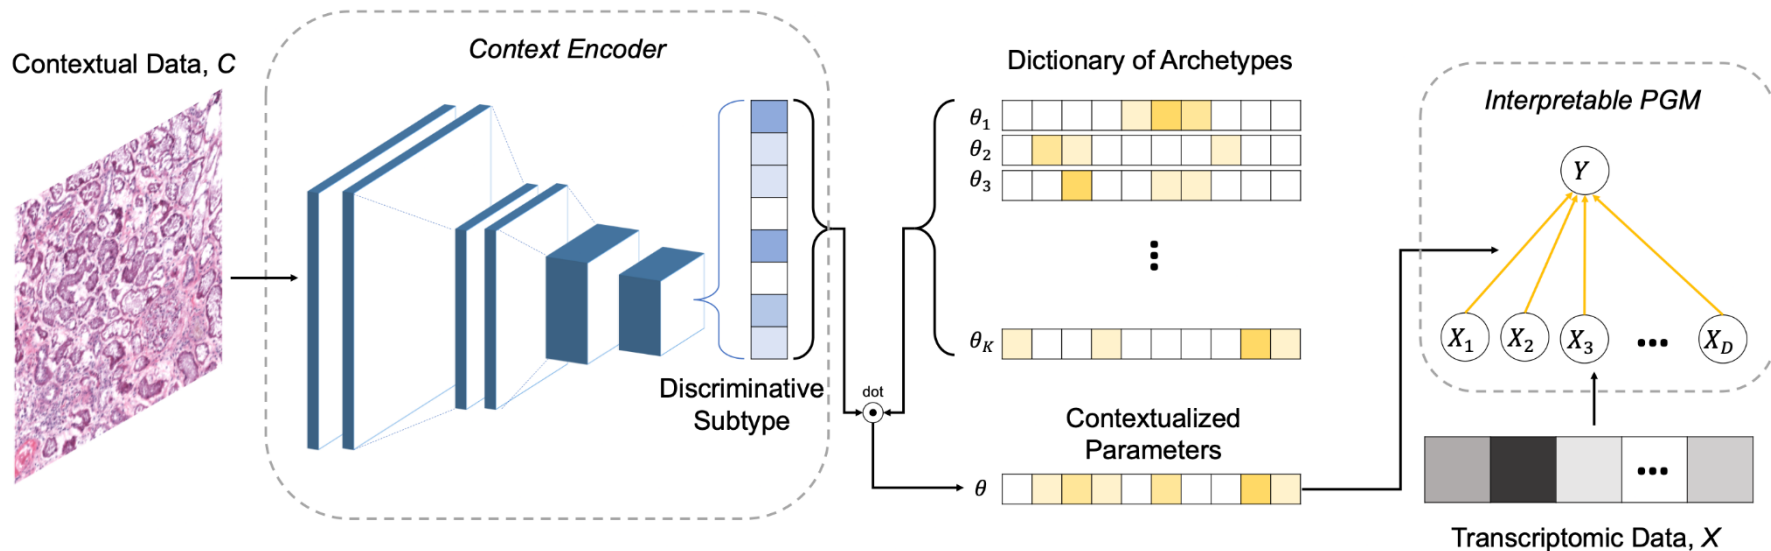 Contextual Data, C
Context Encoder
Discriminative
Subtype
dot
Dictionary of Archetypes
θ1
θ2
θ3
θK
Contextualized
Parameters
θ
Interpretable PGM
Y
X1 X2 X3 ••• XD
Transcriptomic Data, X